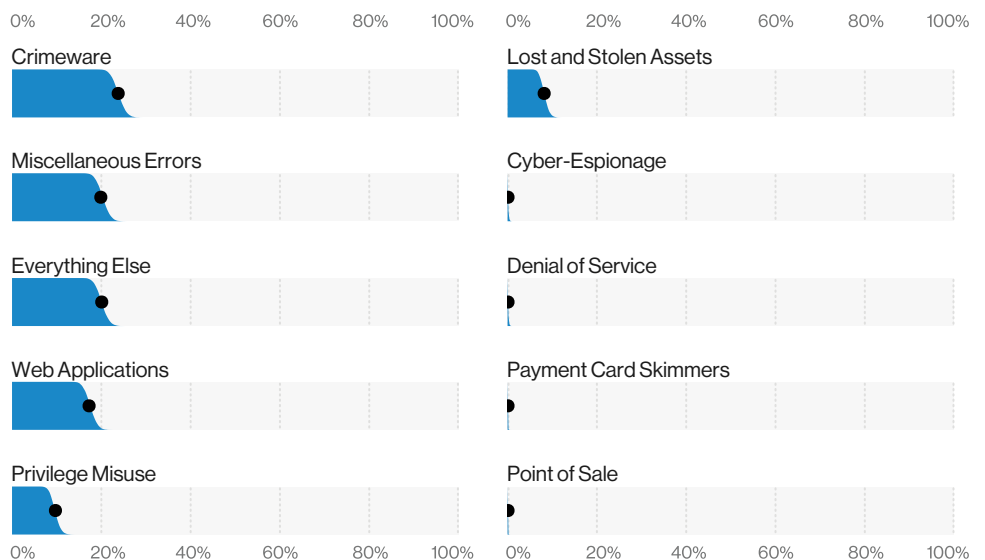 0% 20% 40% 60% 80% 100%
Crimeware
Miscellaneous Errors
Everything Else
Web Applications
Privilege Misuse
0% 20% 40% 60% 80% 100%
0% 20% 40% 60% 80% 100%
Lost and Stolen Assets
Cyber-Espionage
Denial of Service
Payment Card Skimmers
Point of Sale
0% 20% 40% 60% 80% 100%